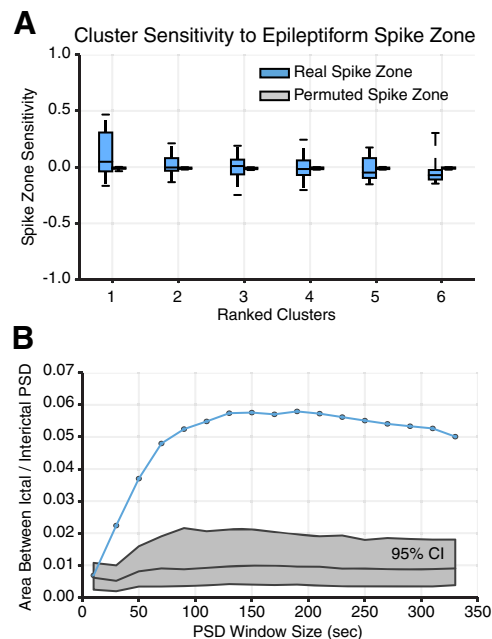 A
Cluster Sensitivity to Epileptiform Spike Zone
Real Spike Zone
Permuted Spike Zone
Spike Zone Sensitivity
1.0
0.5
0.0
-0.5
-1.0
1 2 3 4 5 6
Ranked Clusters
B
Area Between Ictal / Interictal PSD
0.07
0.06
0.05
0.04
0.03
0.02
0.01
0.00
95% CI
0 50 100 150 200 250 300 350
PSD Window Size (sec)